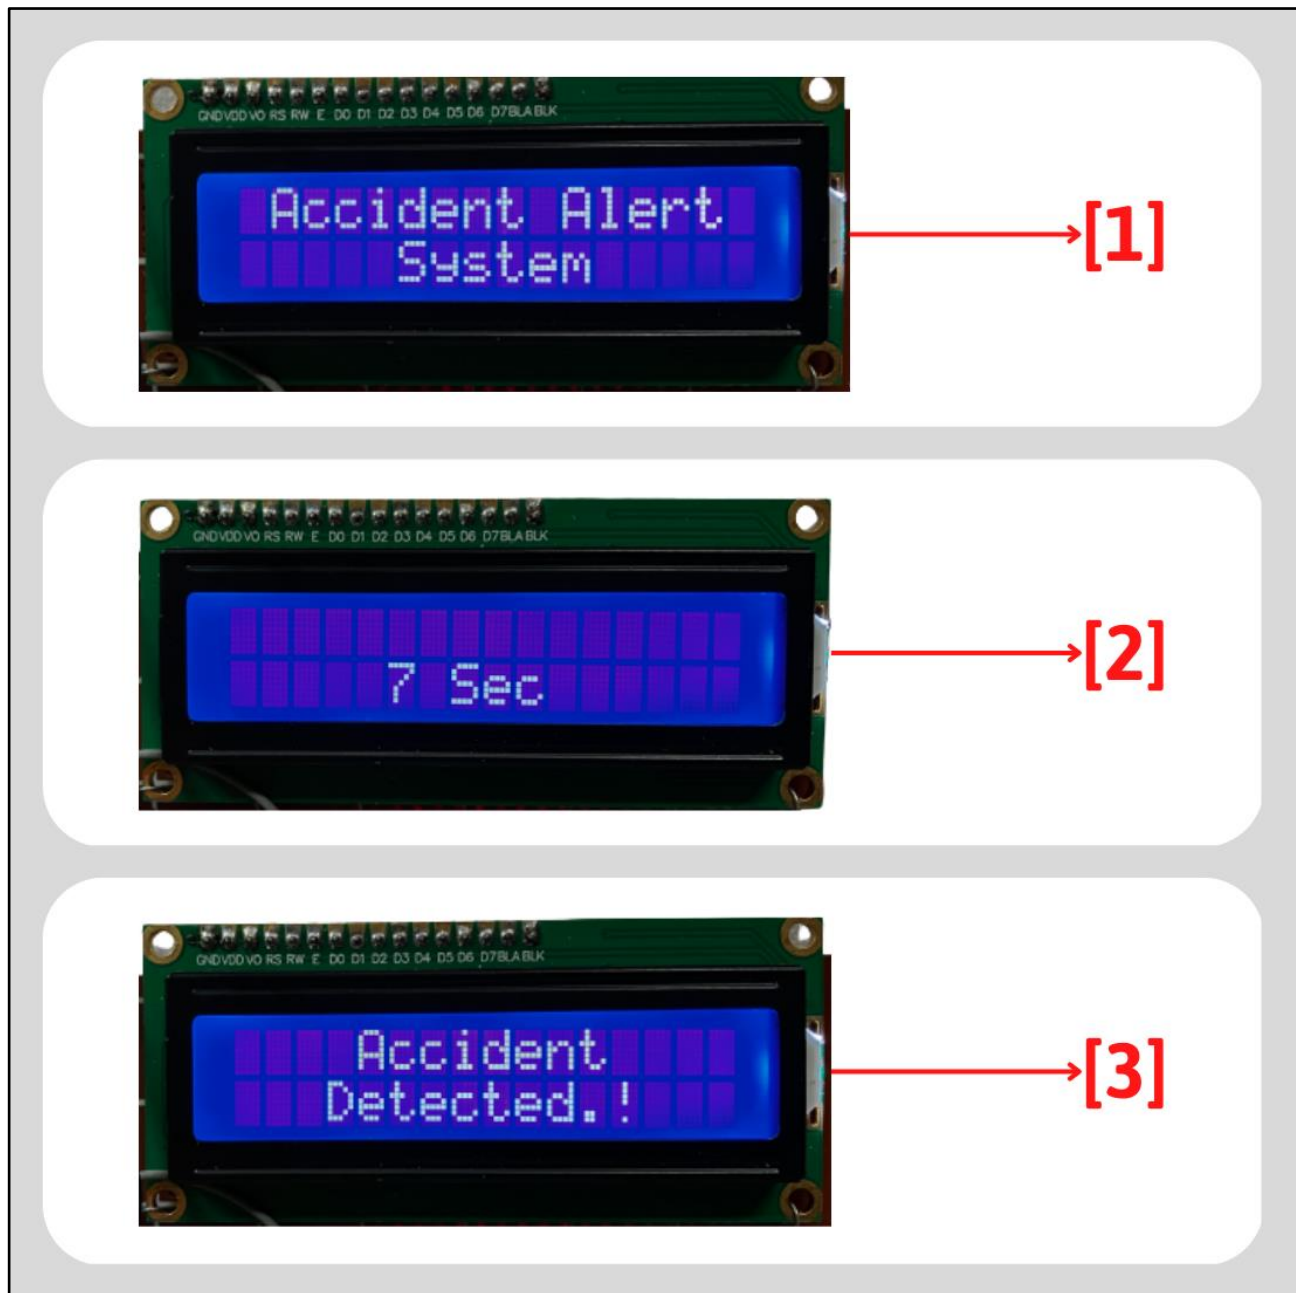 GND VDD VO RS RW E D0 D1 D2 D3 D4 D5 D6 D7 BLA BLK
Accident Alert
System
[1]
GND VDD VO RS RW E D0 D1 D2 D3 D4 D5 D6 D7 BLA BLK
7 Sec
[2]
GND VDD VO RS RW E D0 D1 D2 D3 D4 D5 D6 D7 BLA BLK
Accident
Detected.!
[3]